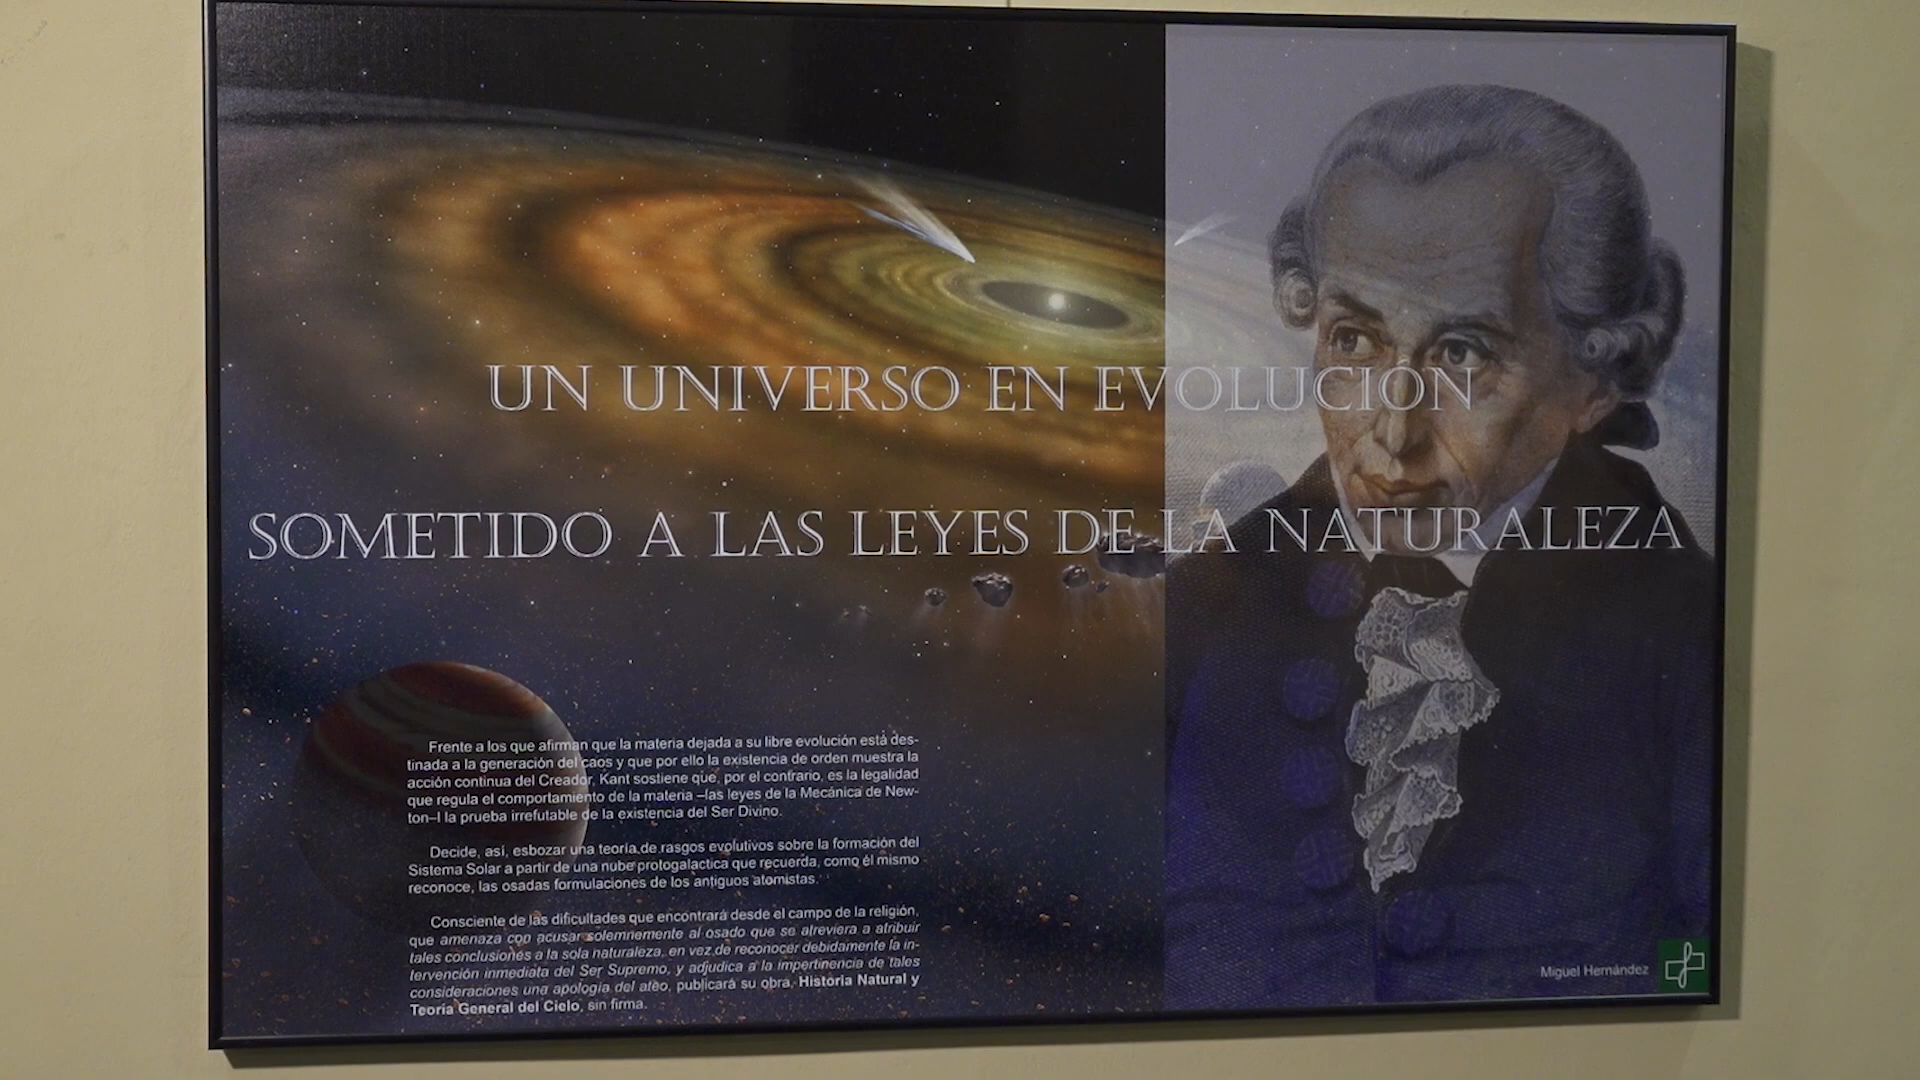 UN UNIVERSO EN EVOLUCIÓN
SOMETIDO A LAS LEYES DE LA NATURALEZA
Frente a los que afirman que la materia dejada a su libre evolución está des-
tinada a la generación del caos y que por ello la existencia de orden muestra la
acción continua del Creador, Kant sostiene que, por el contrario, es la legalidad
que regula el comportamiento de la materia –las leyes de la Mecánica de New-
ton–l la prueba irrefutable de la existencia del Ser Divino.
Decide, así, esbozar una teoría de rasgos evolutivos sobre la formación del
Sistema Solar a partir de una nube protogalactica que recuerda, como él mismo
reconoce, las osadas formulaciones de los antiguos atomistas.
Consciente de las dificultades que encontrará desde el campo de la religión,
que amenaza con acusar solemnemente al osado que se atreviera a atribuir
tales conclusiones a la sola naturaleza, en vez de reconocer debidamente la in-
tervención inmediata del Ser Supremo, y adjudica a la impertinencia de tales
consideraciones una apología del ateo, publicará su obra, Historia Natural y
Teoría General del Cielo, sin firma.
Miguel Hernández